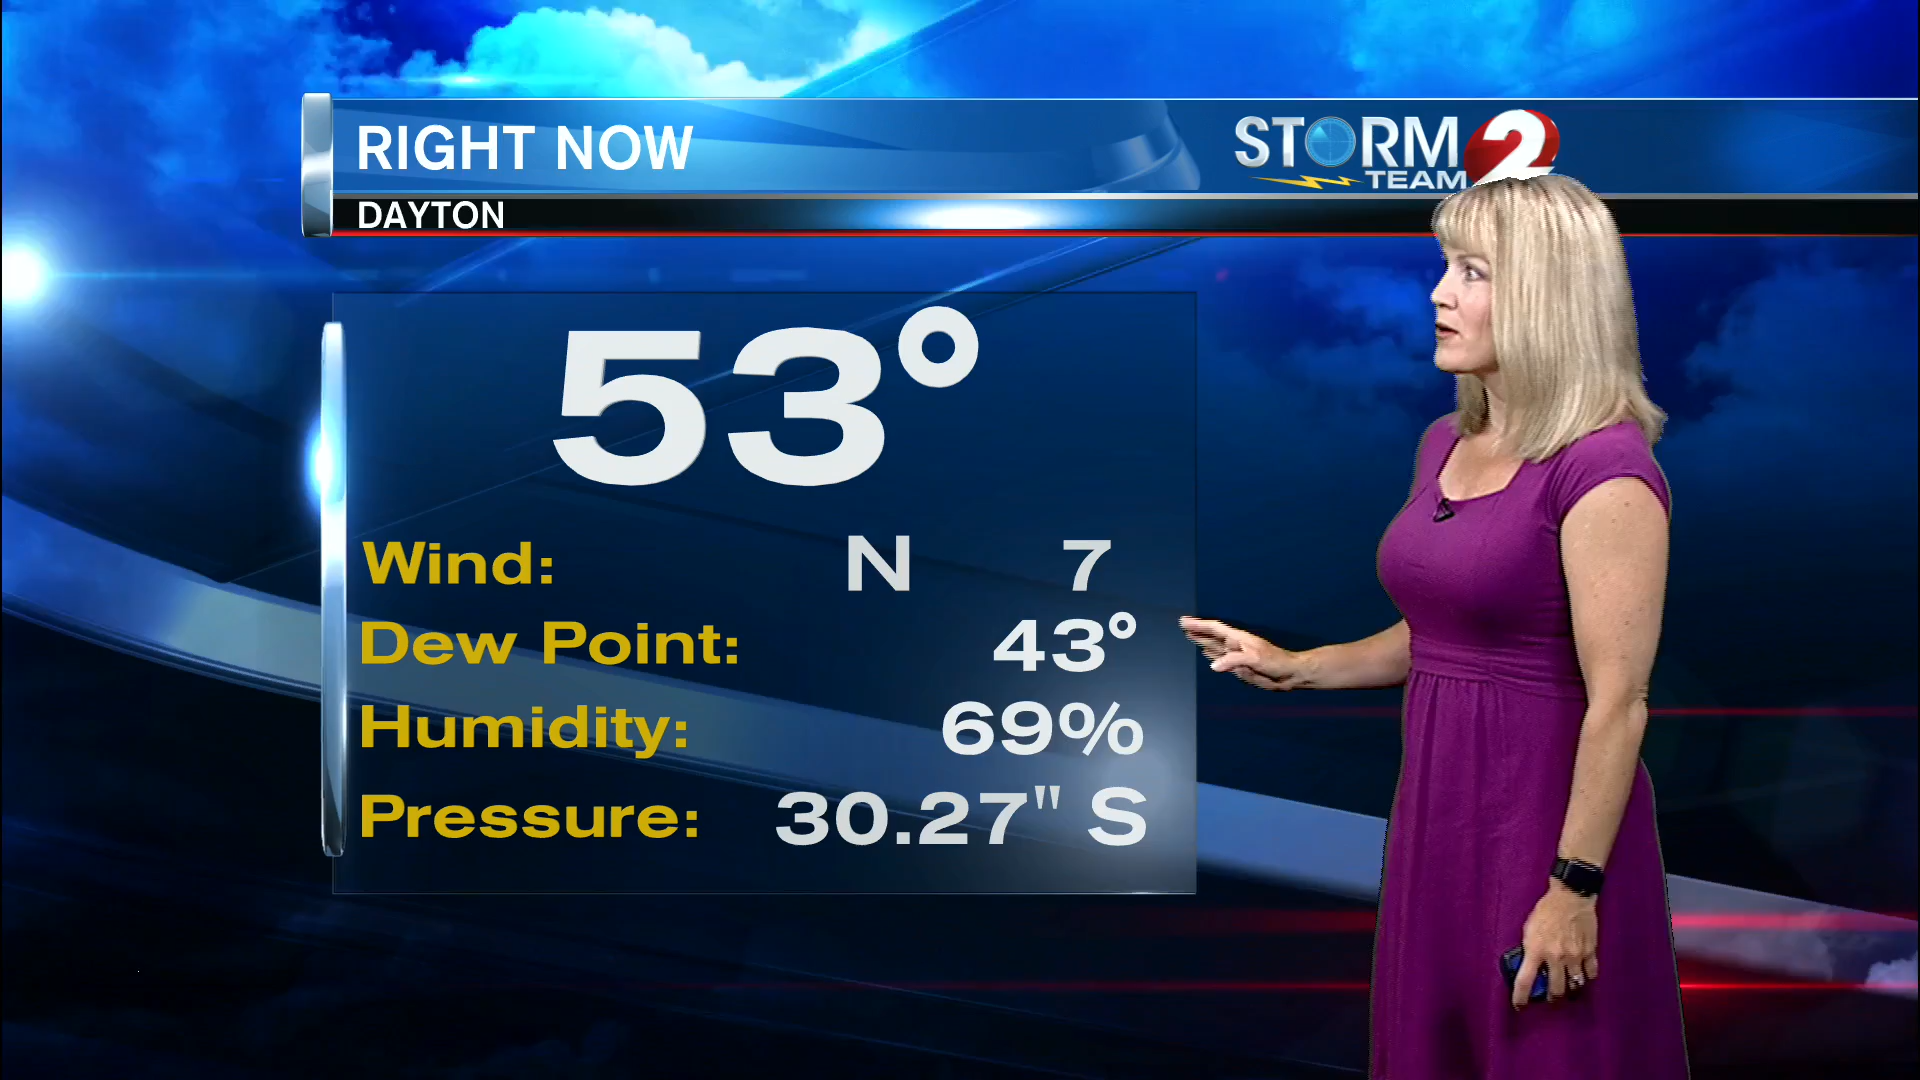 RIGHT NOW
STORM 2
TEAM
DAYTON
53°
Wind: N 7
Dew Point: 43°
Humidity: 69%
Pressure: 30.27" S